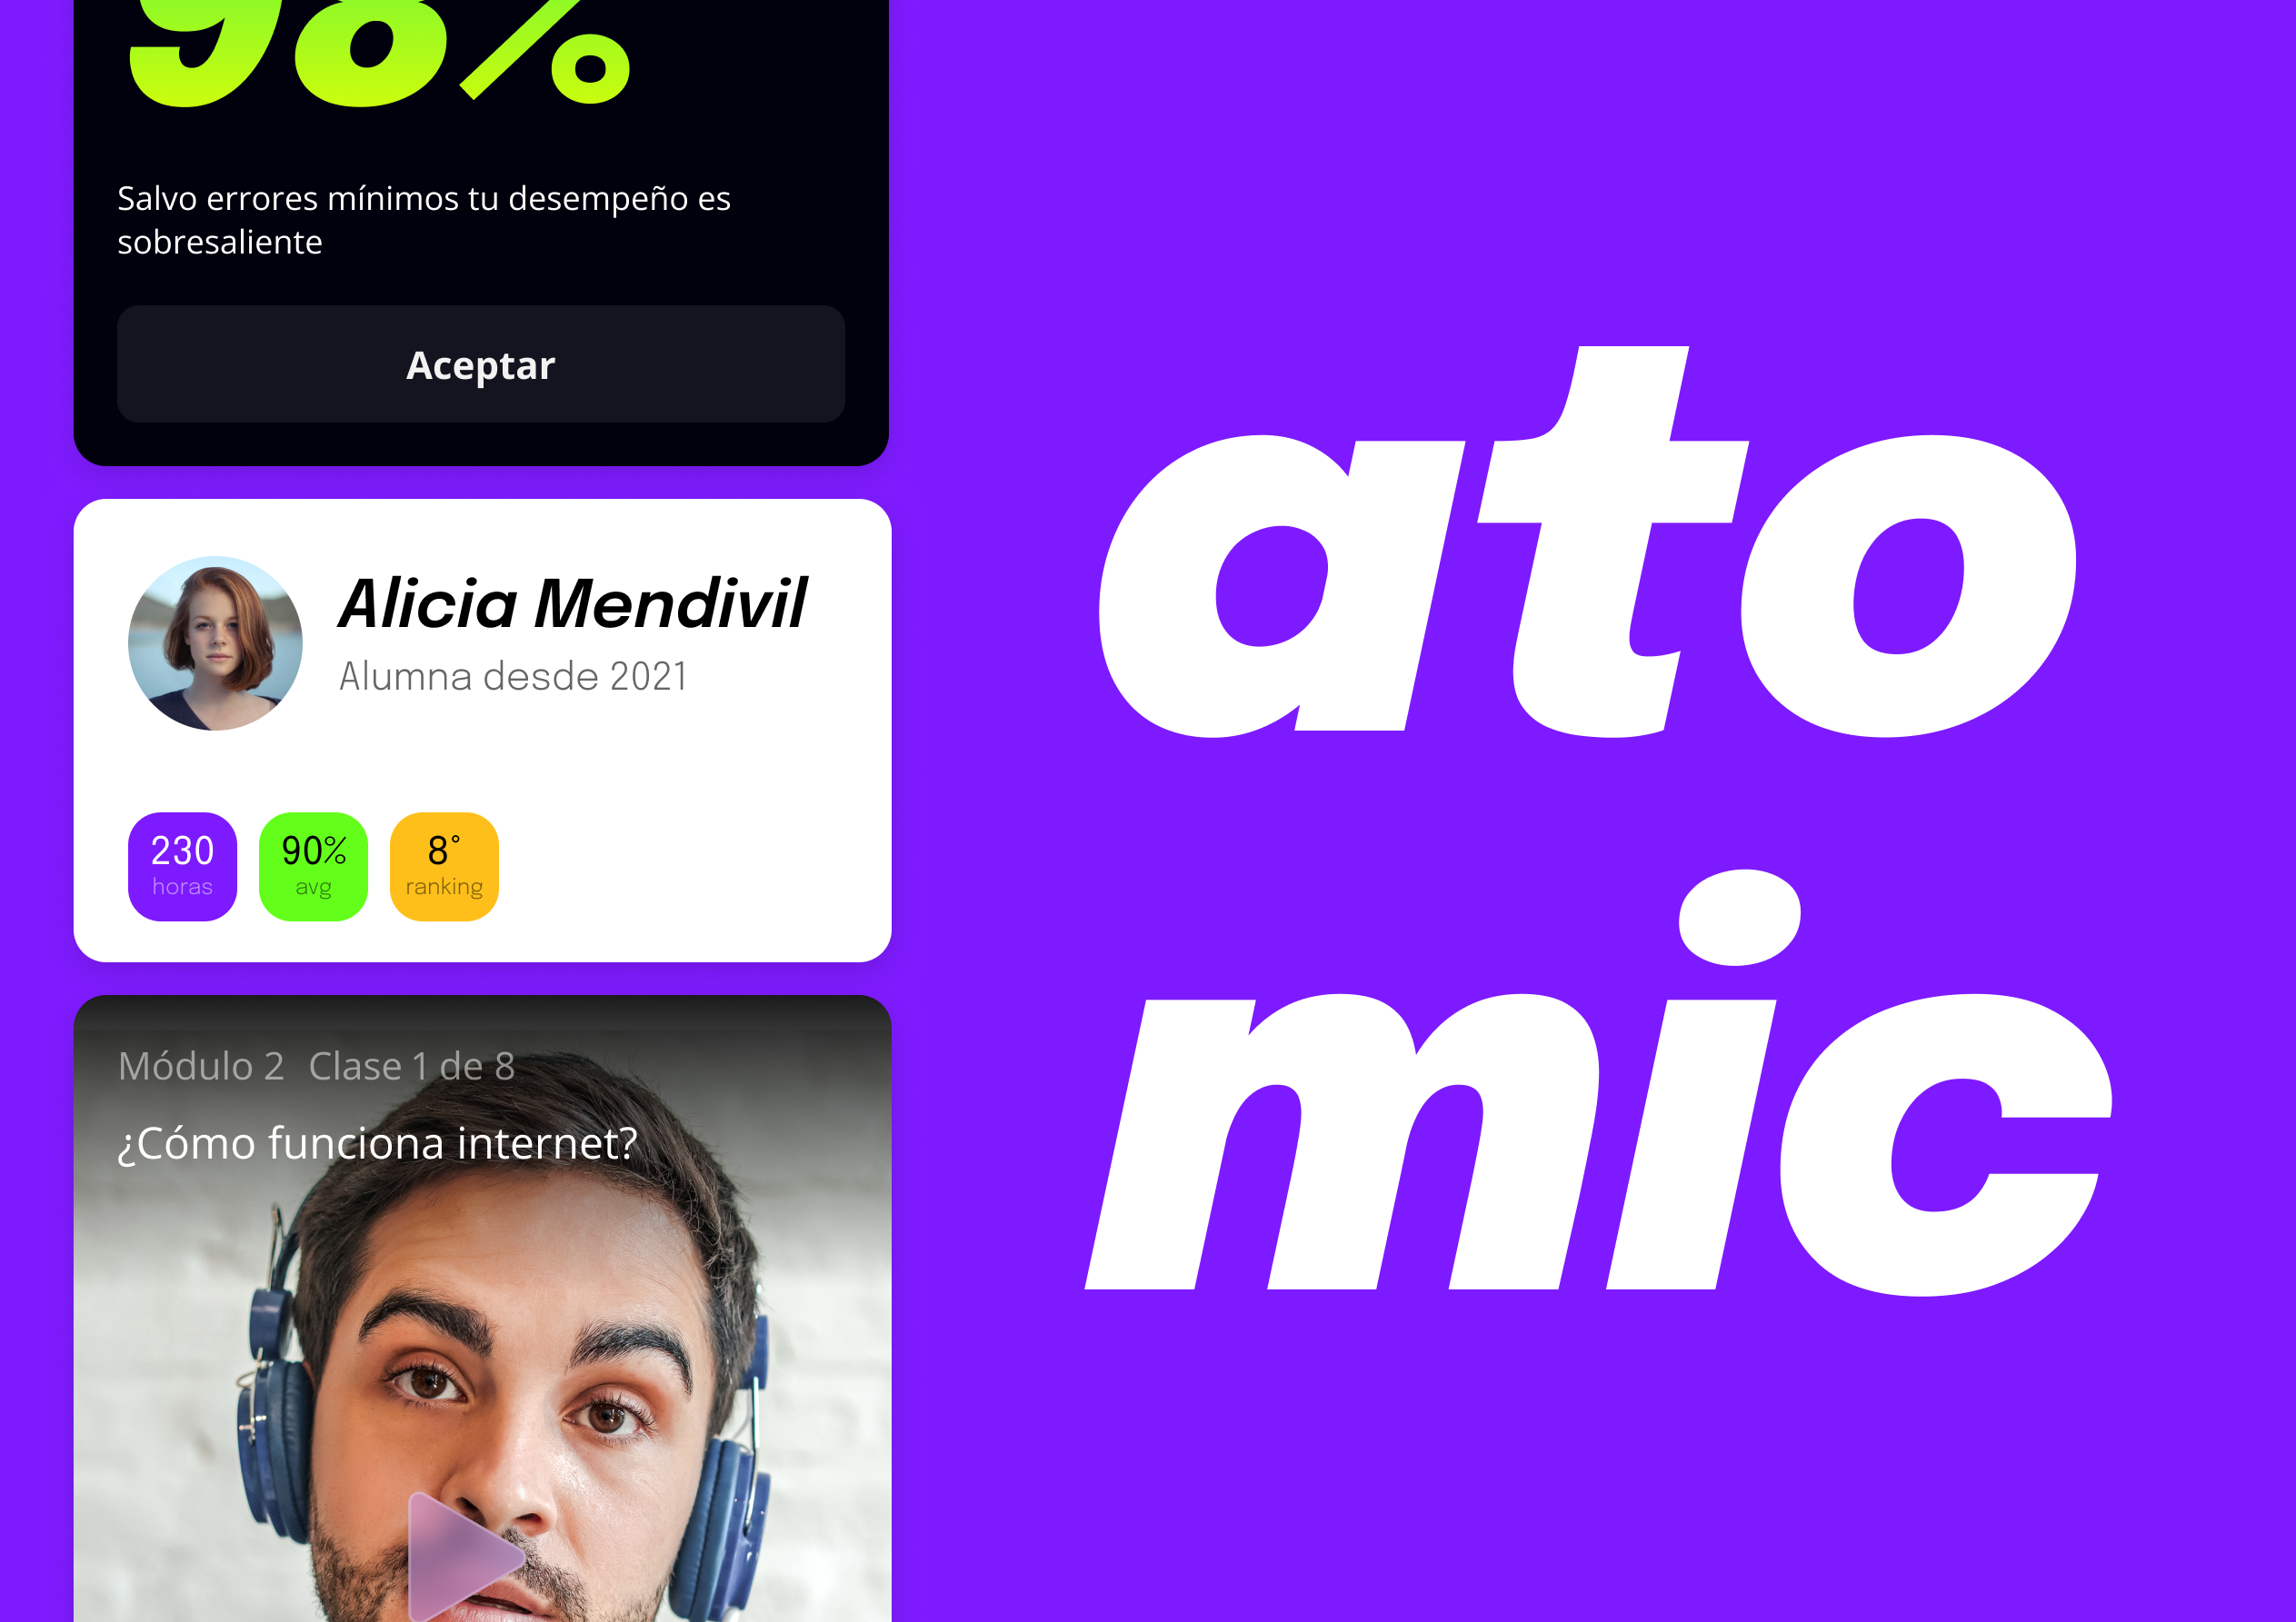 98%
Salvo errores mínimos tu desempeño es
sobresaliente
Aceptar
Alicia Mendivil
Alumna desde 2021
230
horas
90%
avg
8°
ranking
Módulo 2 Clase 1 de 8
¿Cómo funciona internet?
ato
mic